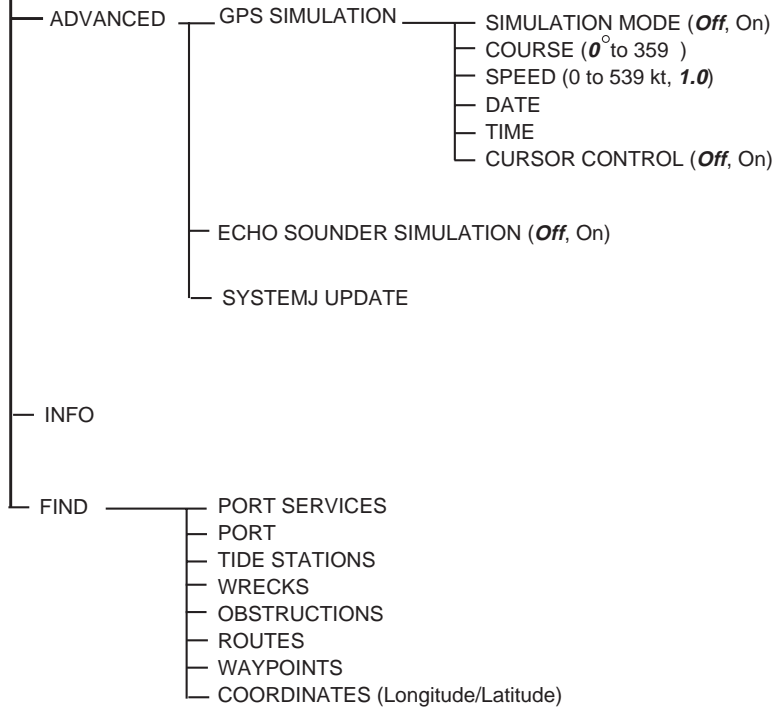 ADVANCED GPS SIMULATION SIMULATION MODE (Off, On)
COURSE (0° to 359 )
SPEED (0 to 539 kt, 1.0)
DATE
TIME
CURSOR CONTROL (Off, On)
ECHO SOUNDER SIMULATION (Off, On)
SYSTEMJ UPDATE
INFO
FIND PORT SERVICES
PORT
TIDE STATIONS
WRECKS
OBSTRUCTIONS
ROUTES
WAYPOINTS
COORDINATES (Longitude/Latitude)